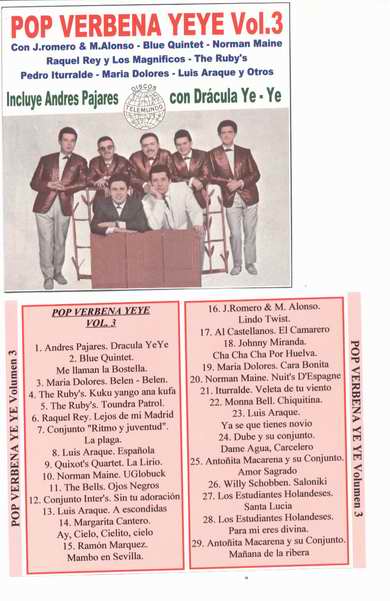 POP VERBENA YEYE Vol.3
Con J.romero & M.Alonso - Blue Quintet - Norman Maine
Raquel Rey y Los Magnificos - The Ruby's
Pedro Iturralde - Maria Dolores - Luis Araque y Otros
Incluye Andres Pajares con Drácula Ye - Ye
DISCOS
TELEMUNDO
POP VERBENA YE YE Volumen 3
POP VERBENA YEYE
VOL. 3
1. Andres Pajares. Dracula YeYe
2. Blue Quintet.
Me llaman la Bostella.
3. Maria Dolores. Belen - Belen.
4. The Ruby's. Kuku yango ana kufa
5. The Ruby's. Toundra Patrol.
6. Raquel Rey. Lejos de mi Madrid
7. Conjunto "Ritmo y juventud".
La plaga.
8. Luis Araque. Española
9. Quixot's Quartet. La Lirio.
10. Norman Maine. UGlobuck
11. The Bells. Ojos Negros
12. Conjunto Inter's. Sin tu adoración
13. Luis Araque. A escondidas
14. Margarita Cantero.
Ay, Cielo, Cielito, cielo
15. Ramón Marquez.
Mambo en Sevilla.
16. J.Romero & M. Alonso.
Lindo Twist.
17. Al Castellanos. El Camarero
18. Johnny Miranda.
Cha Cha Cha Por Huelva.
19. Maria Dolores. Cara Bonita
20. Norman Maine. Nuit's D'Espagne
21. Iturralde. Veleta de tu viento
22. Monna Bell. Chiquitina.
23. Luis Araque.
Ya se que tienes novio
24. Dube y su conjunto.
Dame Agua, Carcelero
25. Antoñita Macarena y su Conjunto.
Amor Sagrado
26. Willy Schobben. Saloniki
27. Los Estudiantes Holandeses.
Santa Lucia
28. Los Estudiantes Holandeses.
Para mi eres divina.
29. Antoñita Macarena y su Conjunto.
Mañana de la ribera
POP VERBENA YE YE Volumen 3